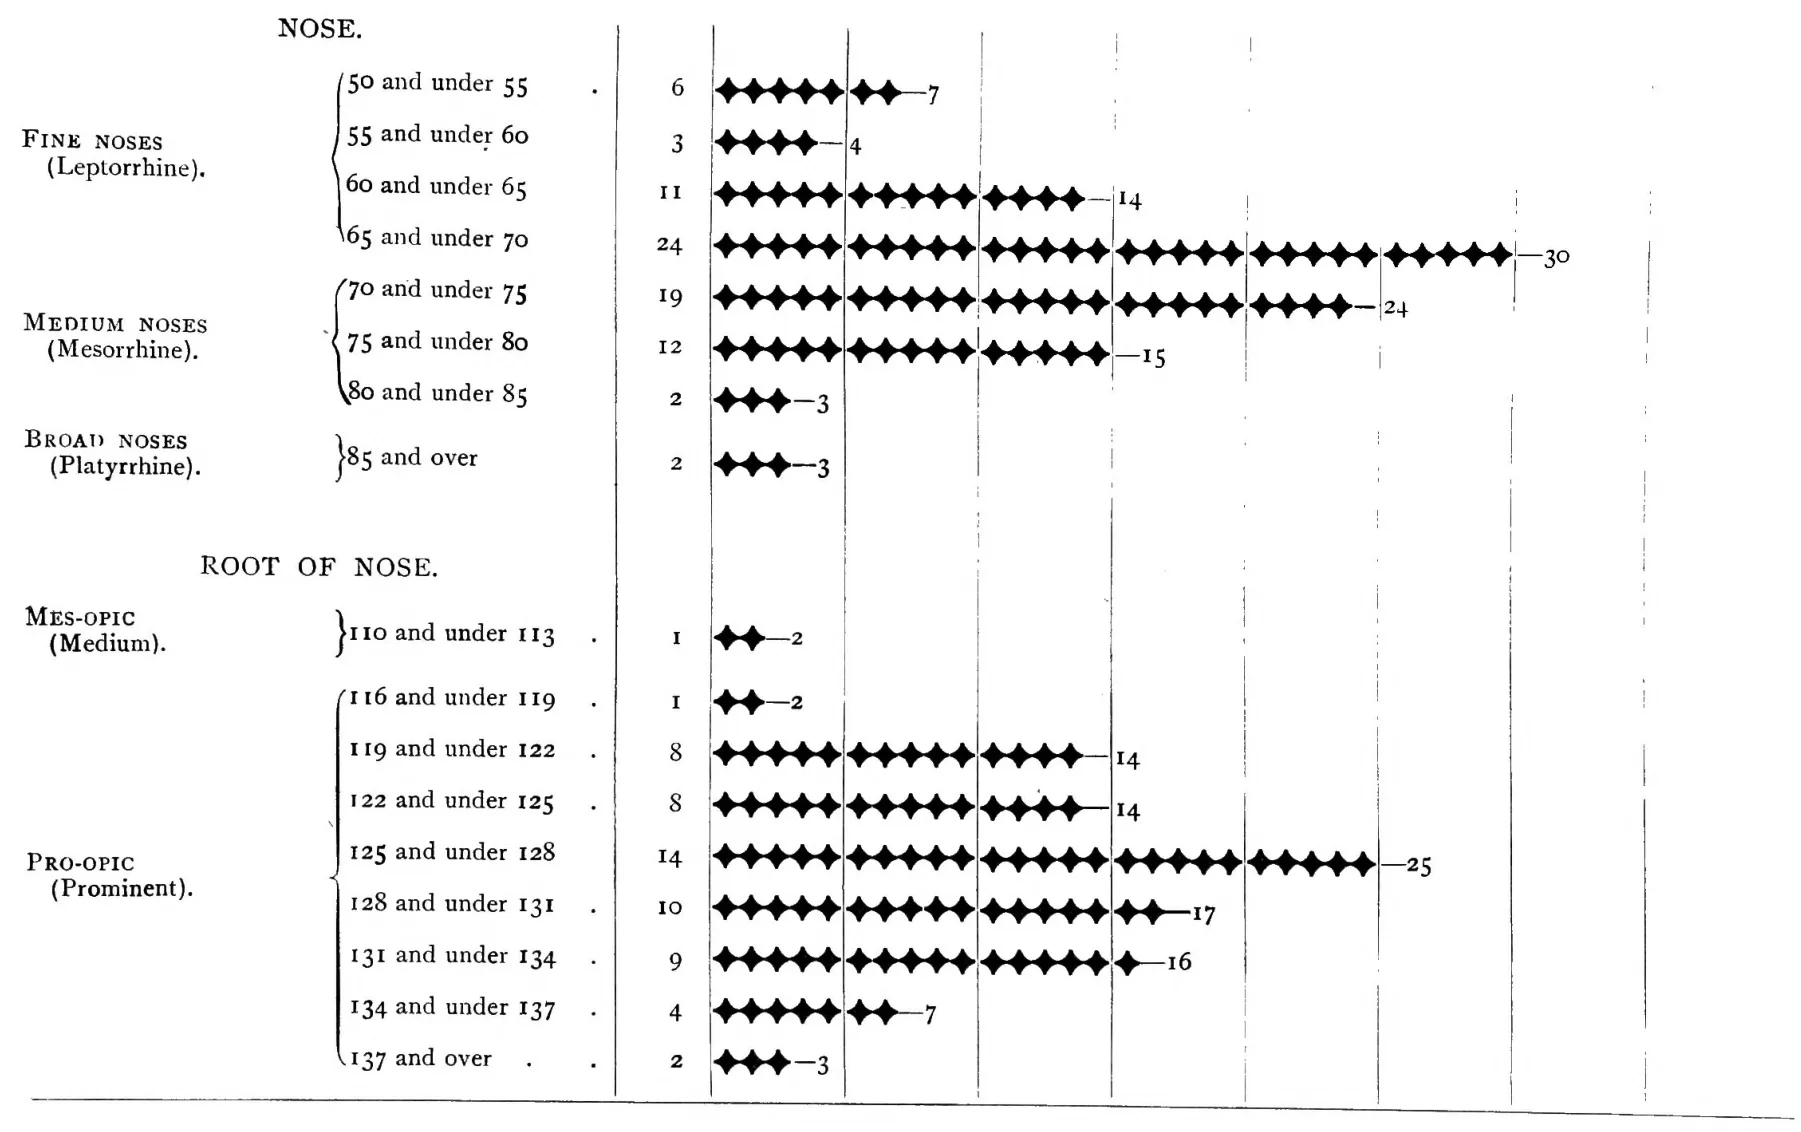 NOSE.
50 and under 55 . 6 7
FINE NOSES
(Leptorrhine).
55 and under 60 3 4
60 and under 65 11 14
65 and under 70 24 30
MEDIUM NOSES
(Mesorrhine).
70 and under 75 19 24
75 and under 80 12 15
80 and under 85 2 3
BROAD NOSES
(Platyrrhine).
85 and over 2 3
ROOT OF NOSE.
MES-OPIC
(Medium).
110 and under 113 . 1 2
116 and under 119 . 1 2
119 and under 122 . 8 14
122 and under 125 . 8 14
PRO-OPIC
(Prominent).
125 and under 128 14 25
128 and under 131 . 10 17
131 and under 134 . 9 16
134 and under 137 . 4 7
137 and over . . 2 3